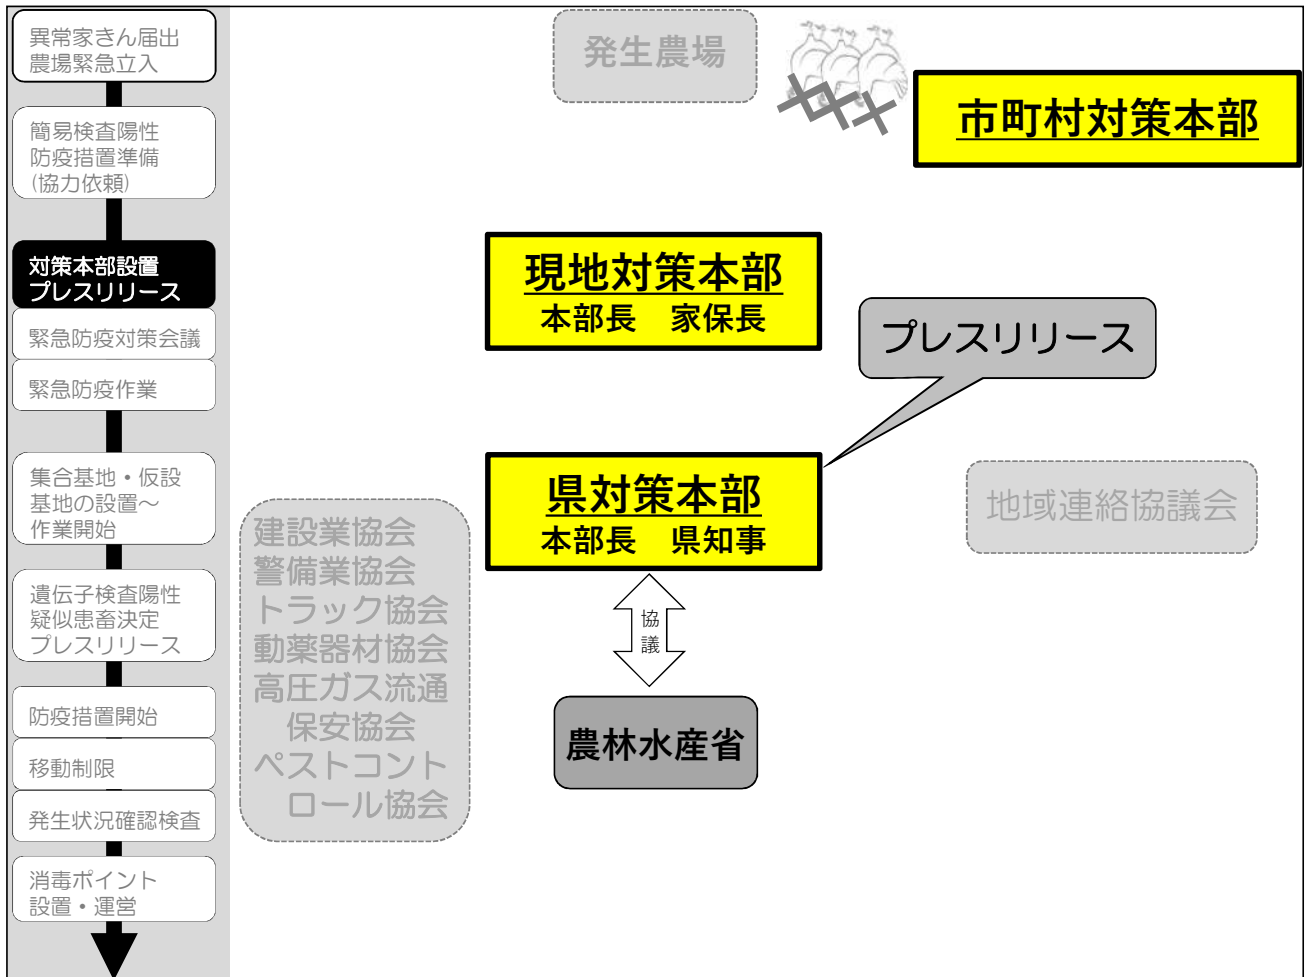 異常家きん届出
農場緊急立入
簡易検査陽性
防疫措置準備
(協力依頼)
対策本部設置
プレスリリース
緊急防疫対策会議
緊急防疫作業
集合基地・仮設
基地の設置～
作業開始
遺伝子検査陽性
疑似患畜決定
プレスリリース
防疫措置開始
移動制限
発生状況確認検査
消毒ポイント
設置・運営
発生農場
市町村対策本部
現地対策本部
本部長　家保長
プレスリリース
県対策本部
本部長　県知事
地域連絡協議会
建設業協会
警備業協会
トラック協会
動薬器材協会
高圧ガス流通
保安協会
ペストコント
ロール協会
協
議
農林水産省